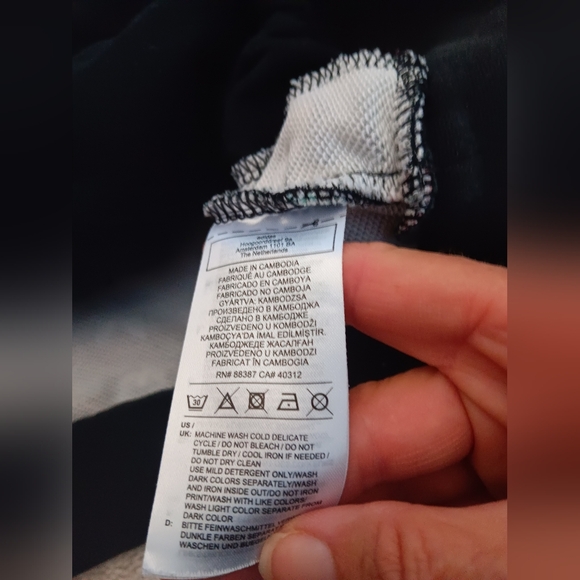 adidas
Hoogoorddreef 9a
Amsterdam 1101 BA
The Netherlands
MADE IN CAMBODIA
FABRIQUÉ AU CAMBODGE
FABRICADO EN CAMBOYA
FABRICADO NO CAMBOJA
GYÁRTVA: KAMBODZSA
ПРОИЗВЕДЕНО В КАМБОДЖА
СДЕЛАНО В КАМБОДЖЕ
PROIZVEDENO U KOMBODŽI
KAMBOÇYA'DA IMAL EDİLMİŞTİR.
КАМБОДЖЕДЕ ЖАСАЛҒАН
PROIZVEDENO U KAMBODŽI
FABRICAT ÎN CAMBOGIA
RN# 88387 CA# 40312
30
US /
UK: MACHINE WASH COLD DELICATE
CYCLE / DO NOT BLEACH / DO NOT
TUMBLE DRY / COOL IRON IF NEEDED /
DO NOT DRY CLEAN
USE MILD DETERGENT ONLY/WASH
DARK COLORS SEPARATELY/WASH
AND IRON INSIDE OUT/DO NOT IRON
PRINT/WASH WITH LIKE COLORS/
WASH LIGHT COLOR SEPARATE FROM
DARK COLOR
D: BITTE FEINWASCHMITTEL
DUNKLE FARBEN SEPARAT
WASCHEN UND